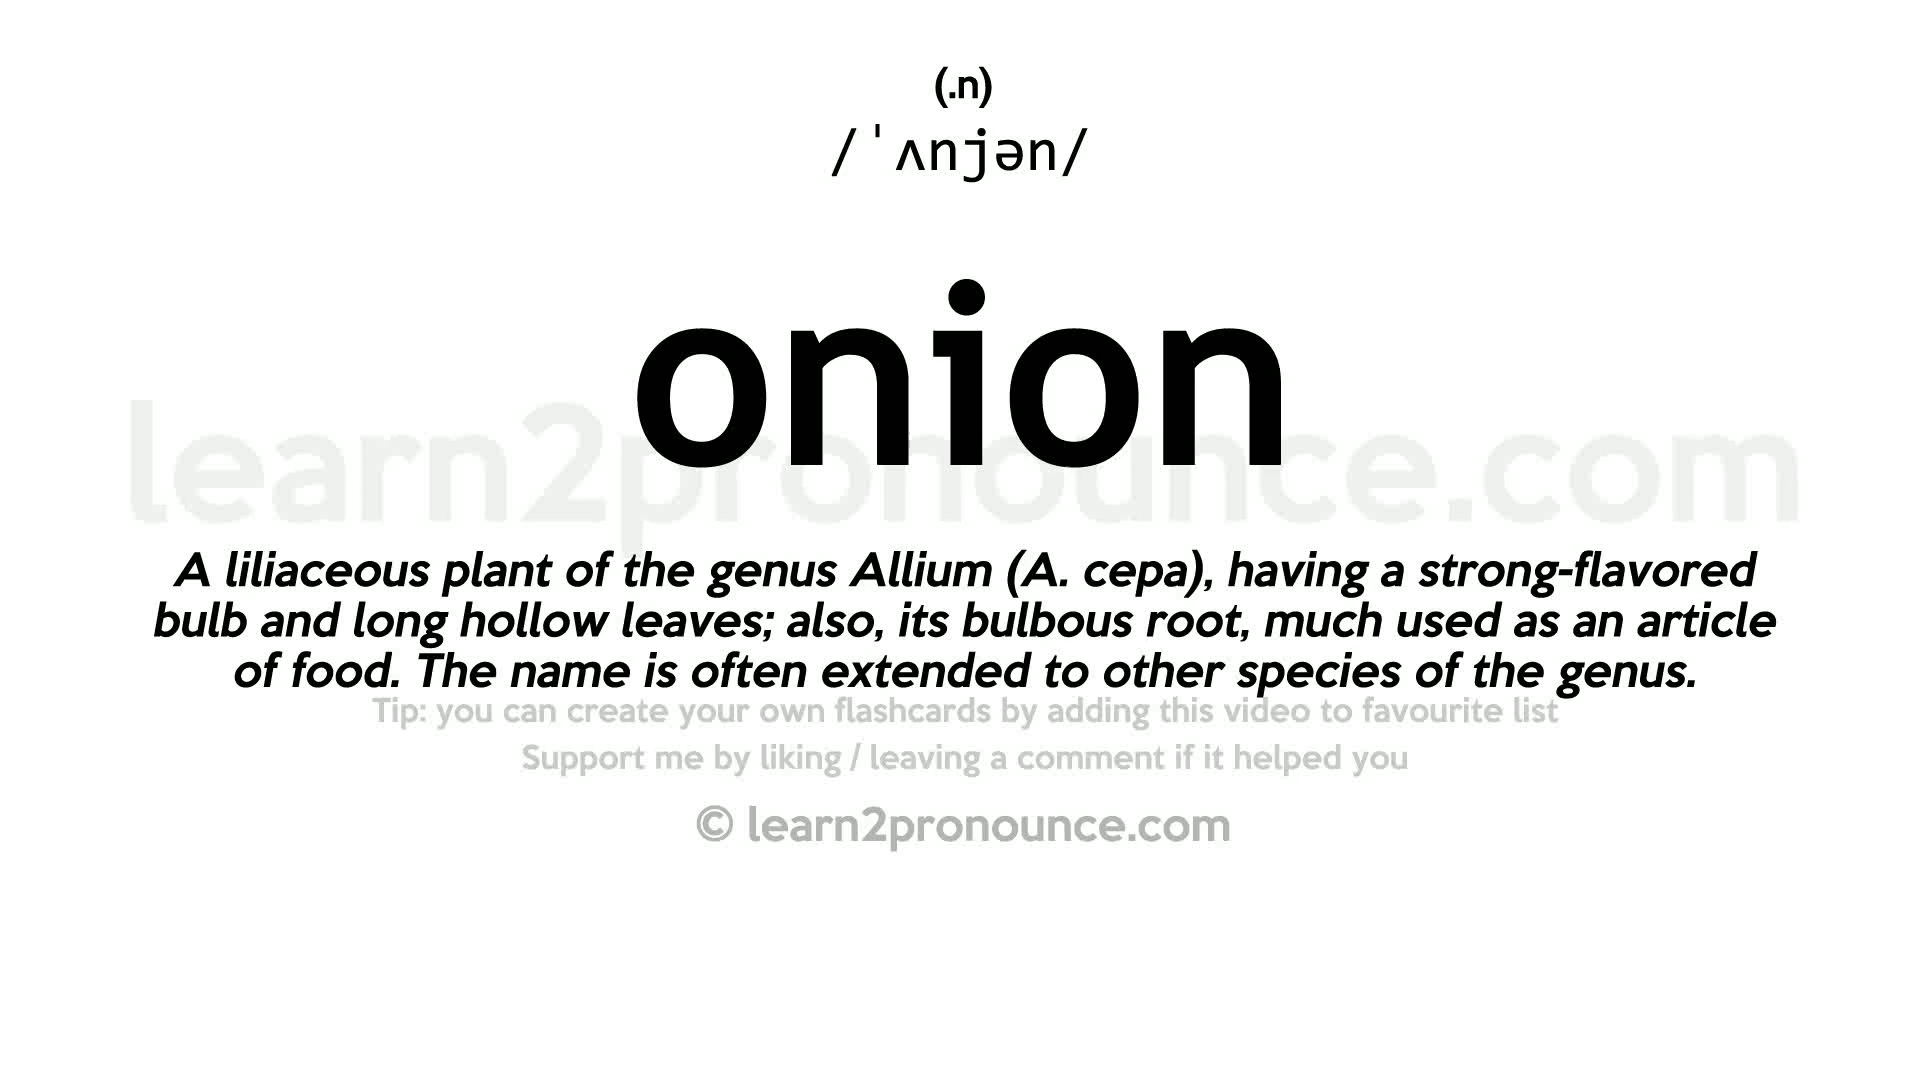 (.n)
/ˈʌnjən/
onion
learn2pronounce.com
A liliaceous plant of the genus Allium (A. cepa), having a strong-flavored
bulb and long hollow leaves; also, its bulbous root, much used as an article
of food. The name is often extended to other species of the genus.
Tip: you can create your own flashcards by adding this video to favourite list
Support me by liking / leaving a comment if it helped you
© learn2pronounce.com